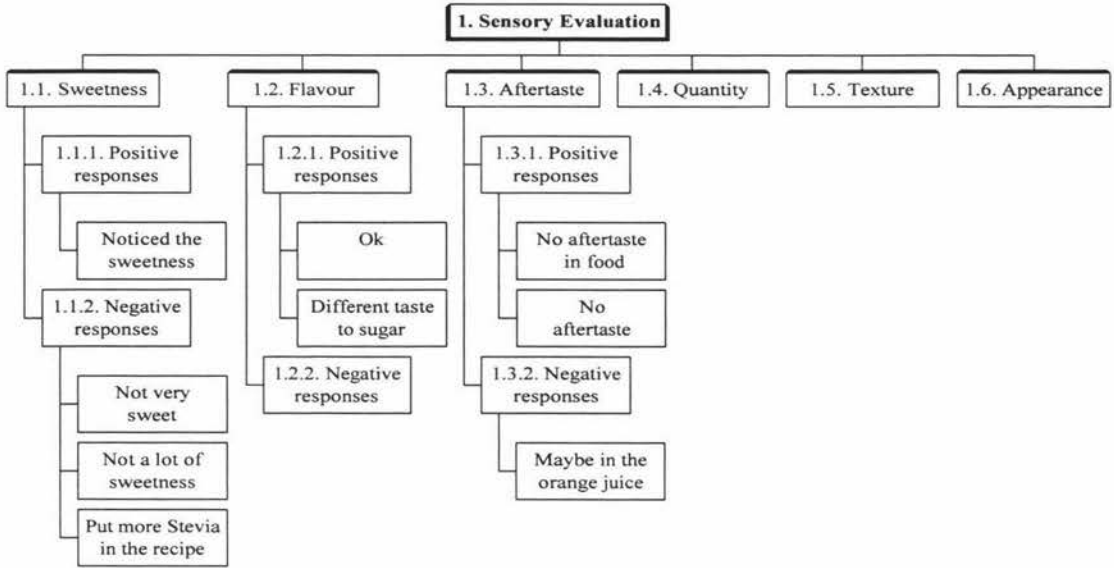 1. Sensory Evaluation
1.1. Sweetness
1.2. Flavour
1.3. Aftertaste
1.4. Quantity
1.5. Texture
1.6. Appearance
1.1.1. Positive
responses
Noticed the
sweetness
1.1.2. Negative
responses
Not very
sweet
Not a lot of
sweetness
Put more Stevia
in the recipe
1.2.1. Positive
responses
Ok
Different taste
to sugar
1.2.2. Negative
responses
1.3.1. Positive
responses
No aftertaste
in food
No
aftertaste
1.3.2. Negative
responses
Maybe in the
orange juice